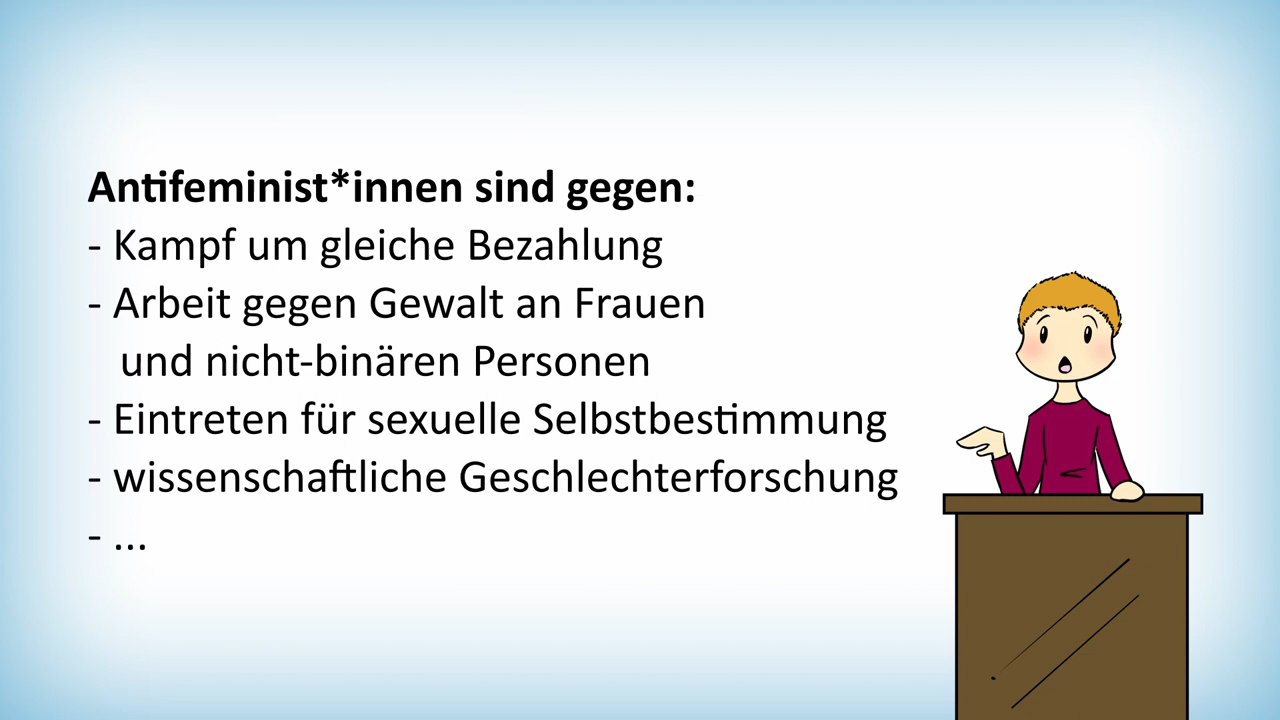 Antifeminist*innen sind gegen:
- Kampf um gleiche Bezahlung
- Arbeit gegen Gewalt an Frauen
und nicht-binären Personen
- Eintreten für sexuelle Selbstbestimmung
- wissenschaftliche Geschlechterforschung
- ...